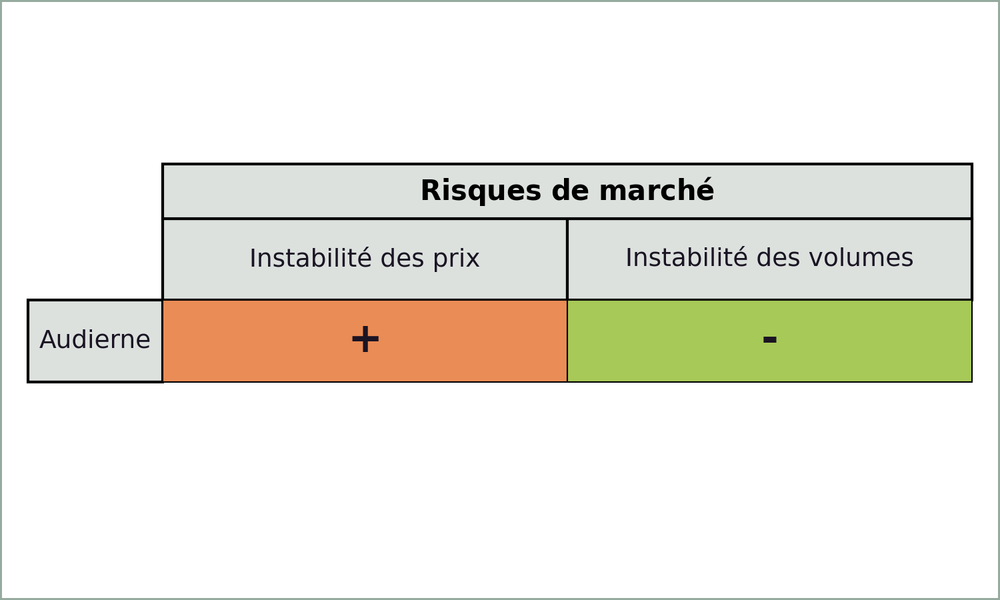 Risques de marché
Instabilité des prix
Instabilité des volumes
Audierne
+
-